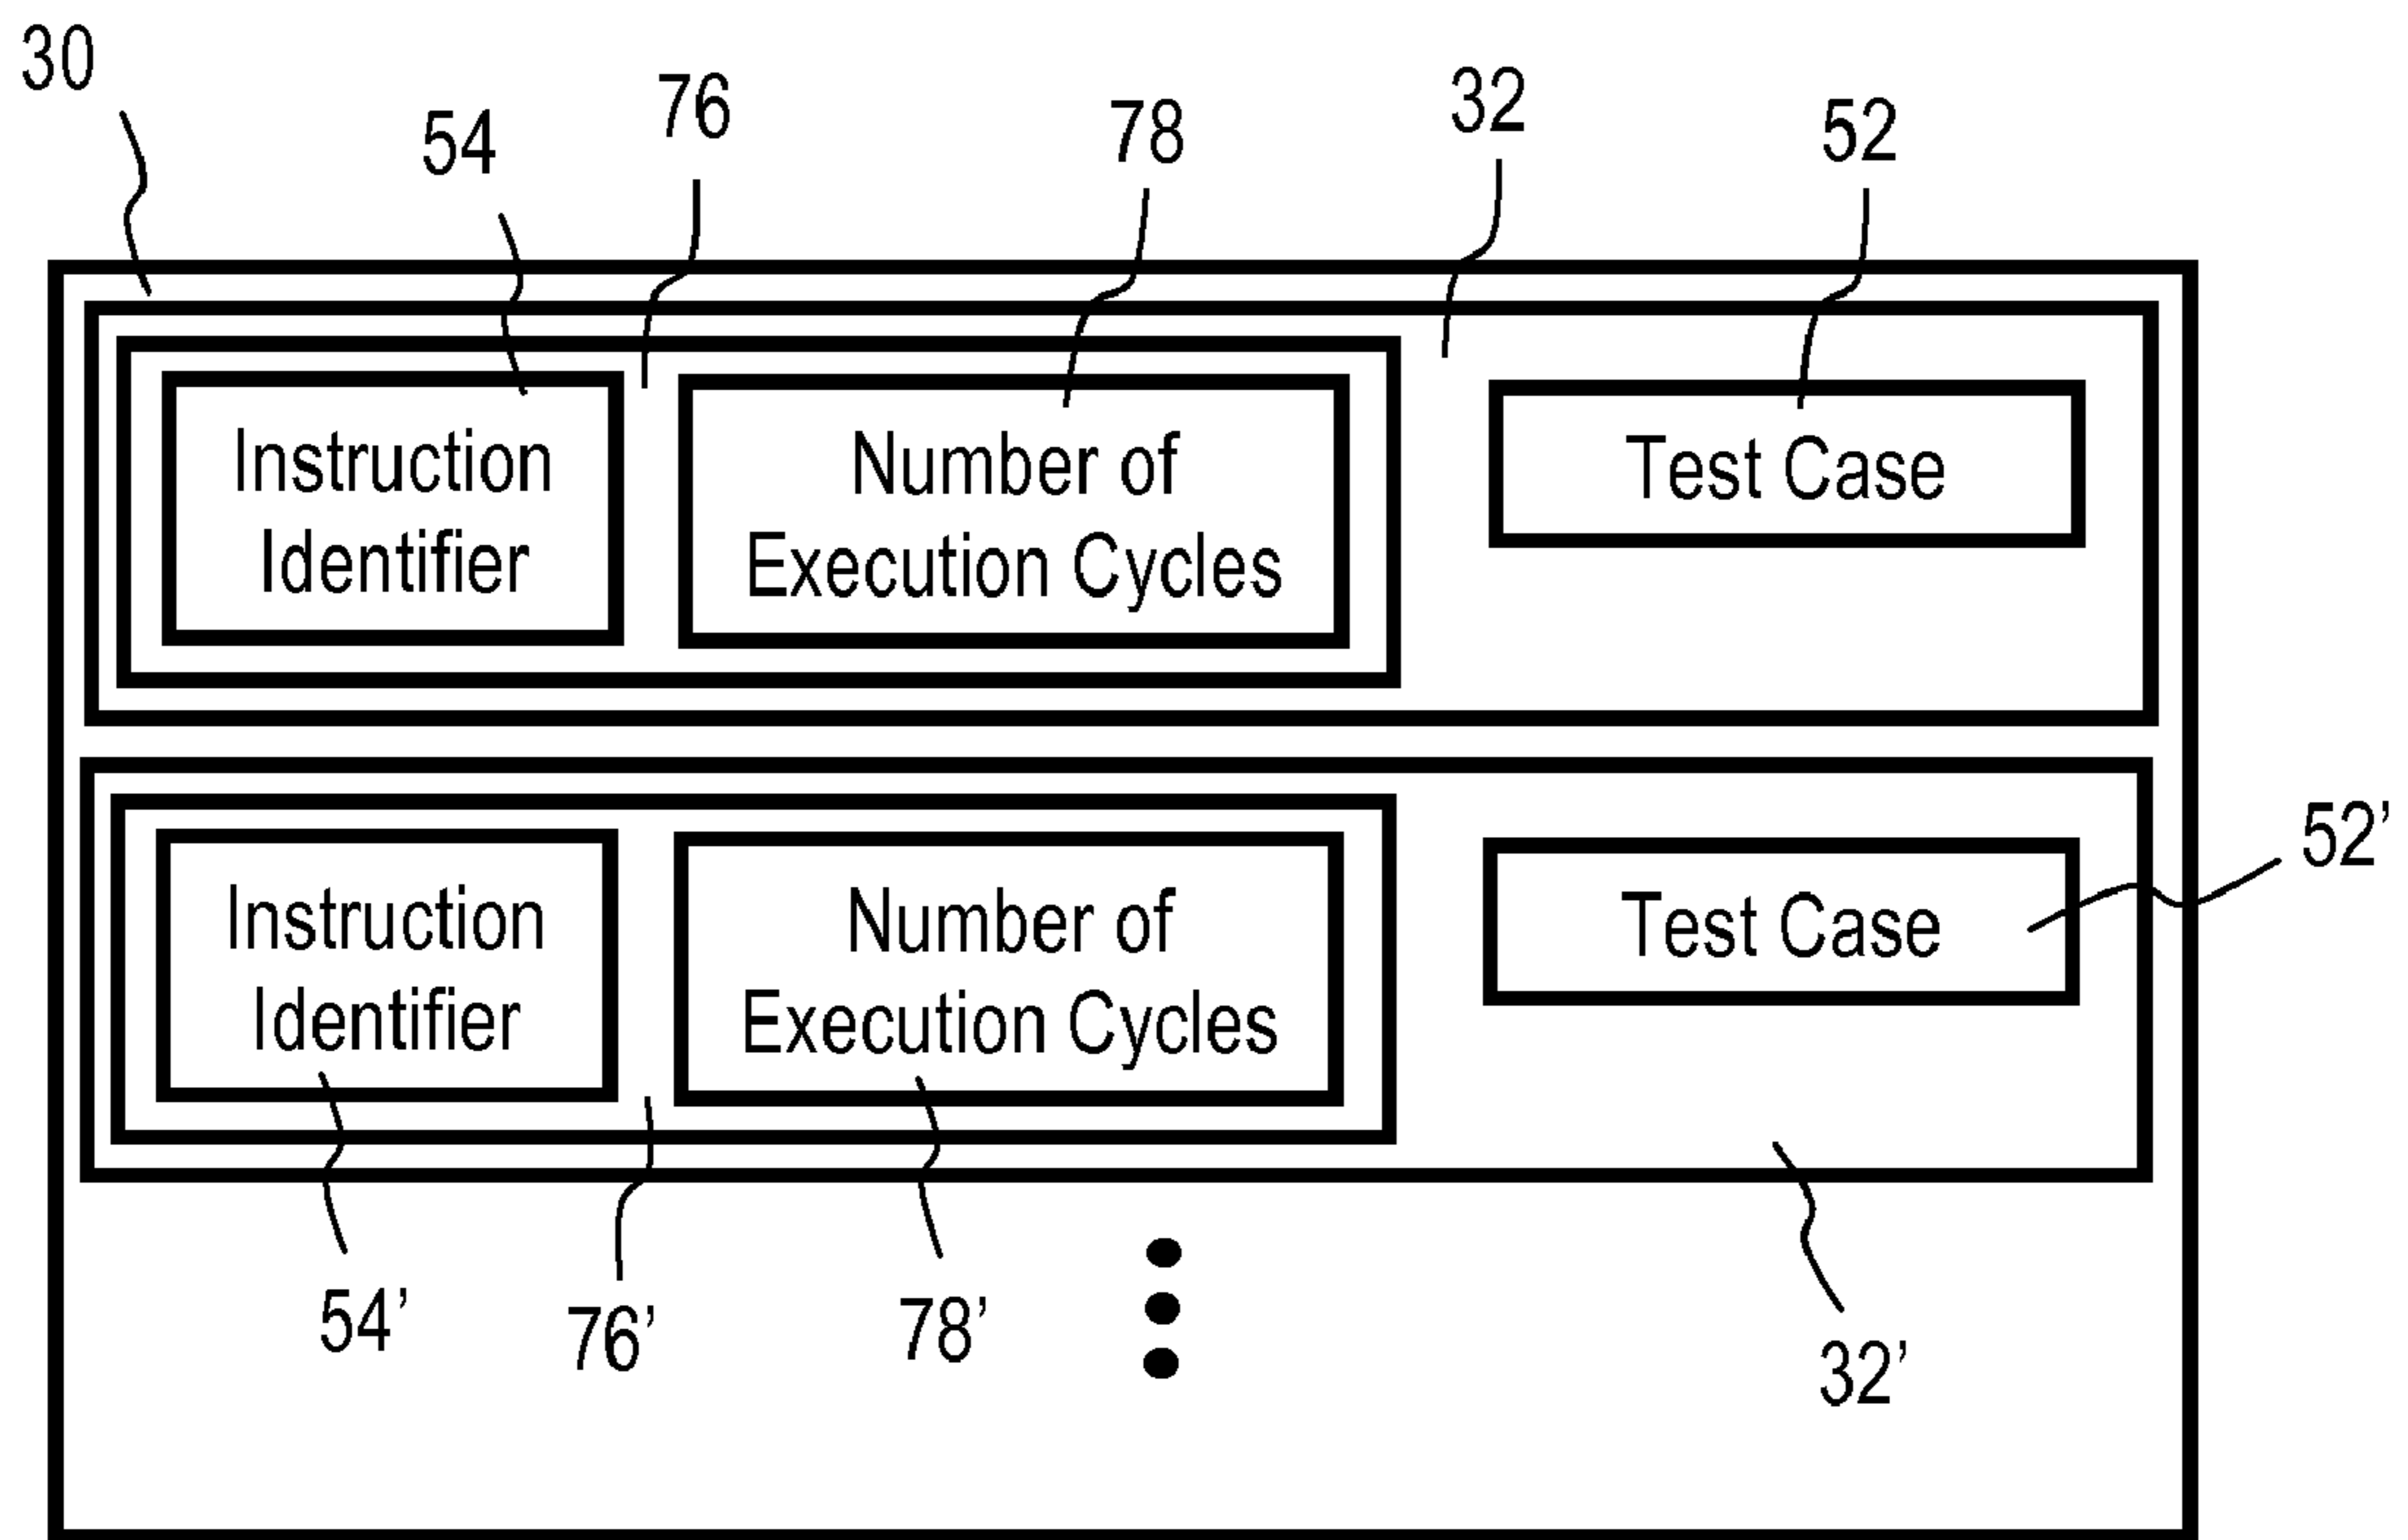 30
54
76
78
32
52
Instruction
Identifier
Number of
Execution Cycles
Test Case
Instruction
Identifier
Number of
Execution Cycles
Test Case
52’
54’
76’
78’
32’